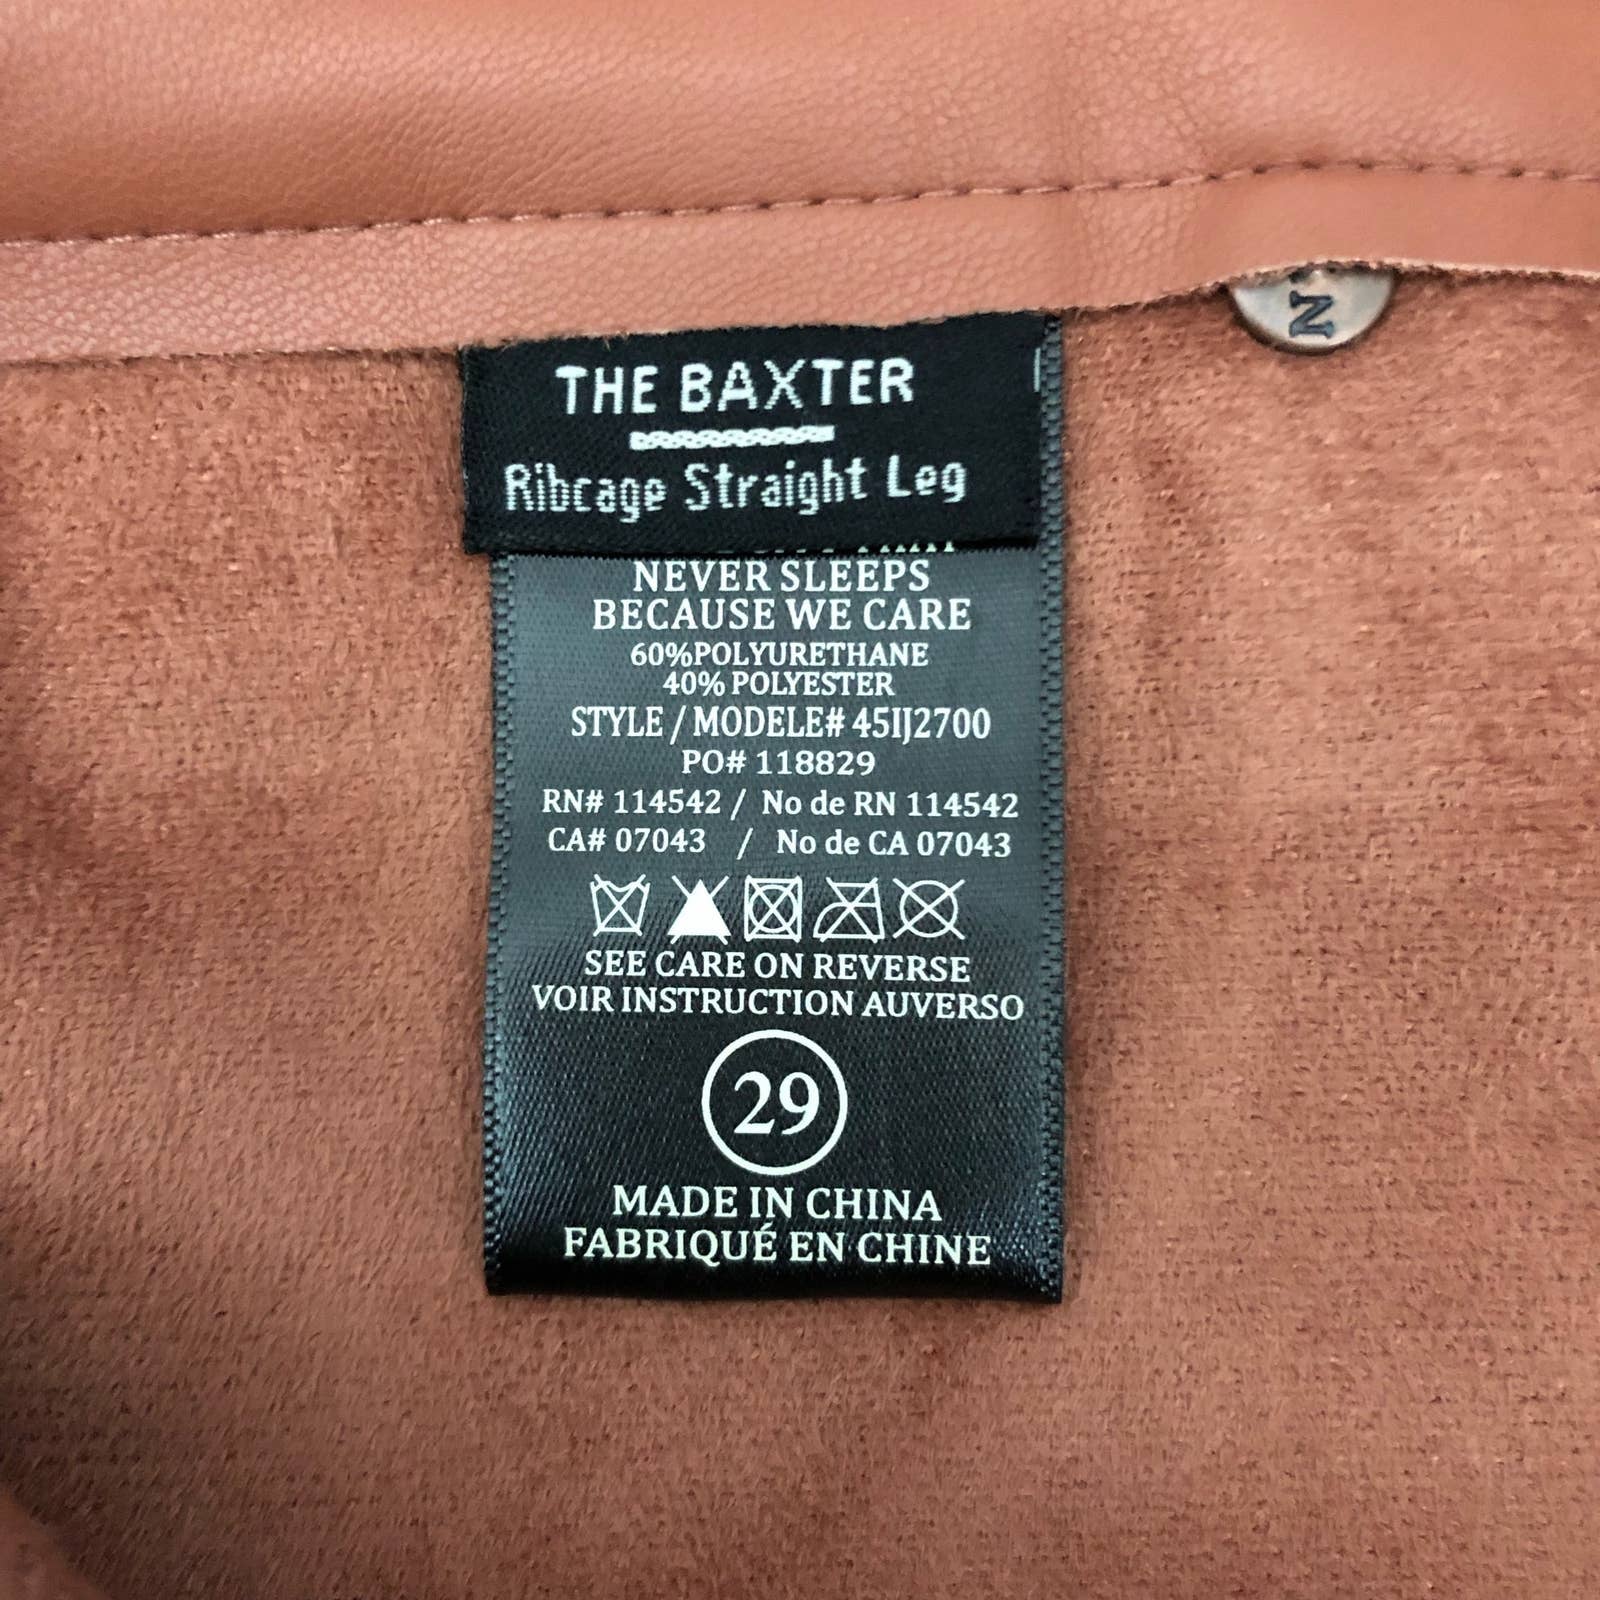 THE BAXTER
Ribcage Straight Leg
THAT
NEVER SLEEPS
BECAUSE WE CARE
60%POLYURETHANE
40% POLYESTER
STYLE / MODELE# 45IJ2700
PO# 118829
RN# 114542 / No de RN 114542
CA# 07043 / No de CA 07043
SEE CARE ON REVERSE
VOIR INSTRUCTION AUVERSO
29
MADE IN CHINA
FABRIQUÉ EN CHINE
N